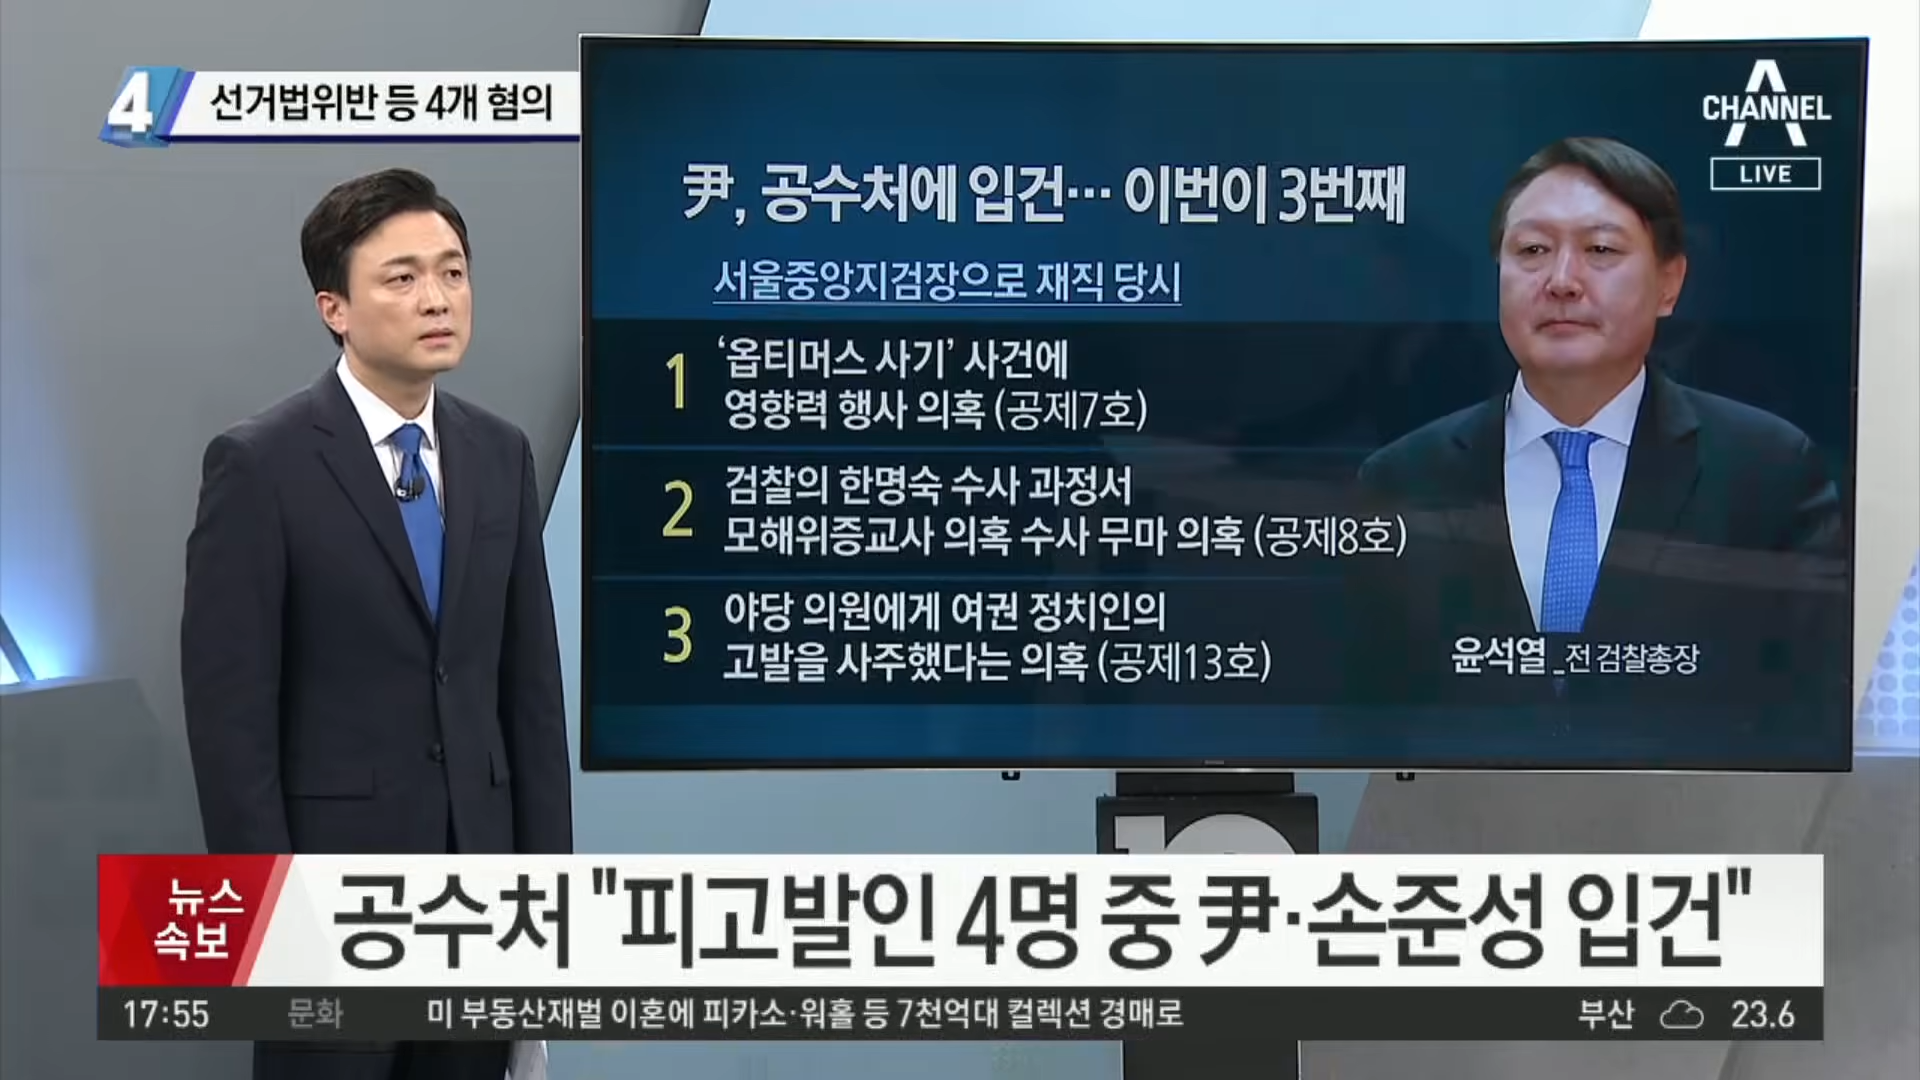 4 선거법위반 등 4개 혐의
CHANNEL A
LIVE
尹, 공수처에 입건… 이번이 3번째
서울중앙지검장으로 재직 당시
1 '옵티머스 사기' 사건에
영향력 행사 의혹 (공제7호)
2 검찰의 한명숙 수사 과정서
모해위증교사 의혹 수사 무마 의혹 (공제8호)
3 야당 의원에게 여권 정치인의
고발을 사주했다는 의혹 (공제13호)
윤석열_전 검찰총장
뉴스
속보
공수처 "피고발인 4명 중 尹·손준성 입건"
17:55 문화 미 부동산재벌 이혼에 피카소·워홀 등 7천억대 컬렉션 경매로 부산 23.6